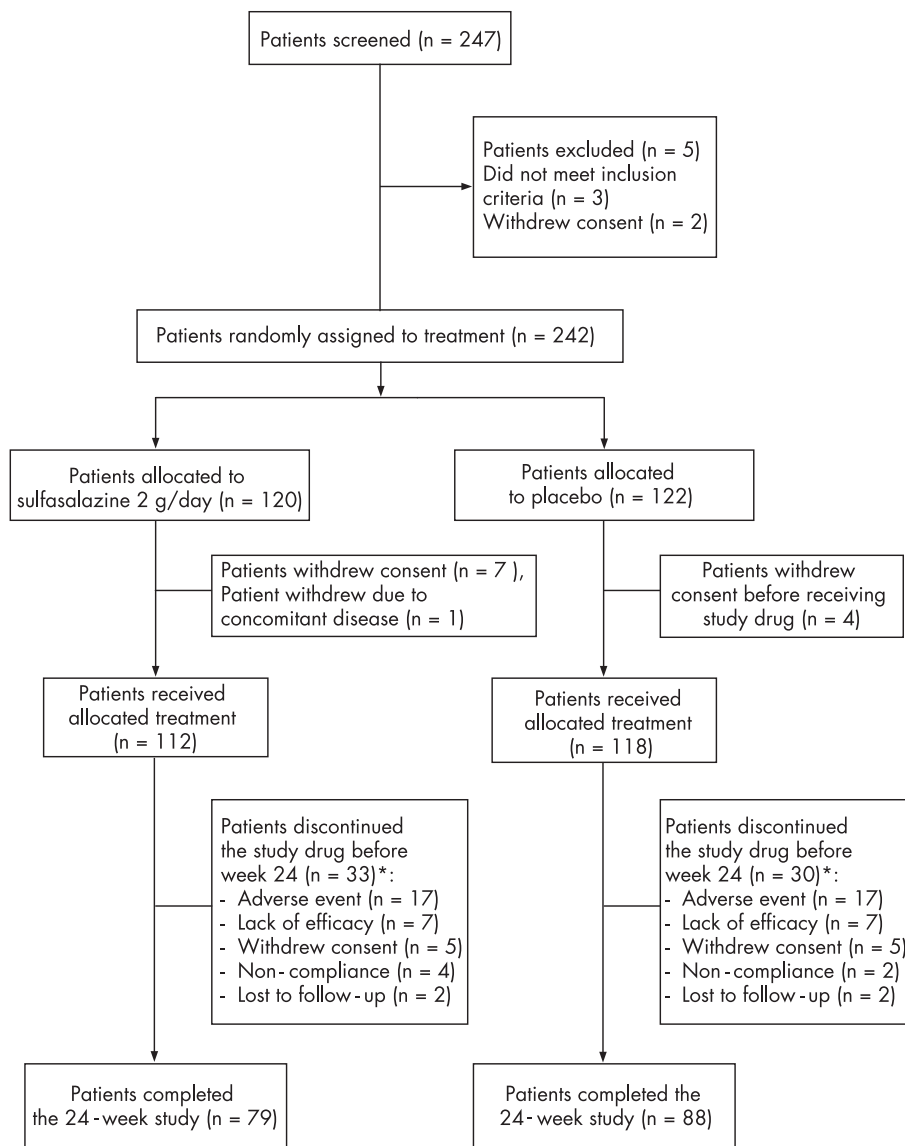 Patients screened (n = 247)
Patients excluded (n = 5)
Did not meet inclusion
criteria (n = 3)
Withdrew consent (n = 2)
Patients randomly assigned to treatment (n = 242)
Patients allocated to
sulfasalazine 2 g/day (n = 120)
Patients allocated
to placebo (n = 122)
Patients withdrew consent (n = 7 ),
Patient withdrew due to
concomitant disease (n = 1)
Patients withdrew
consent before receiving
study drug (n = 4)
Patients received
allocated treatment
(n = 112)
Patients received
allocated treatment
(n = 118)
Patients discontinued
the study drug before
week 24 (n = 33)*:
- Adverse event (n = 17)
- Lack of efficacy (n = 7)
- Withdrew consent (n = 5)
- Non-compliance (n = 4)
- Lost to follow-up (n = 2)
Patients discontinued
the study drug before
week 24 (n = 30)*:
- Adverse event (n = 17)
- Lack of efficacy (n = 7)
- Withdrew consent (n = 5)
- Non-compliance (n = 2)
- Lost to follow-up (n = 2)
Patients completed
the 24-week study (n = 79)
Patients completed the
24-week study (n = 88)